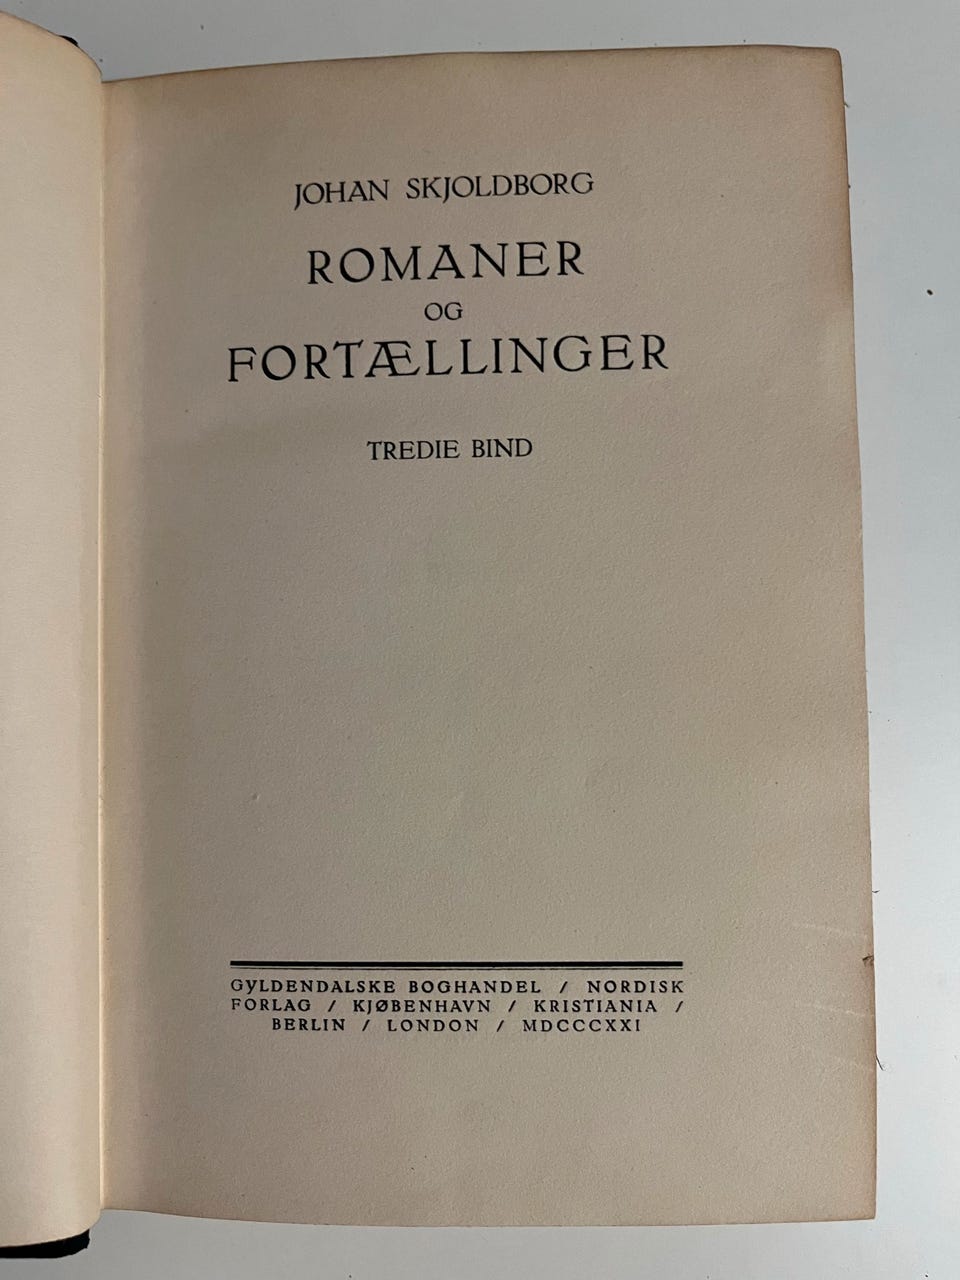 JOHAN SKJOLDBORG
ROMANER
OG
FORTÆLLINGER
TREDIE BIND
GYLDENDALSKE BOGHANDEL / NORDISK
FORLAG / KJØBENHAVN / KRISTIANIA /
BERLIN / LONDON / MDCCCXXI